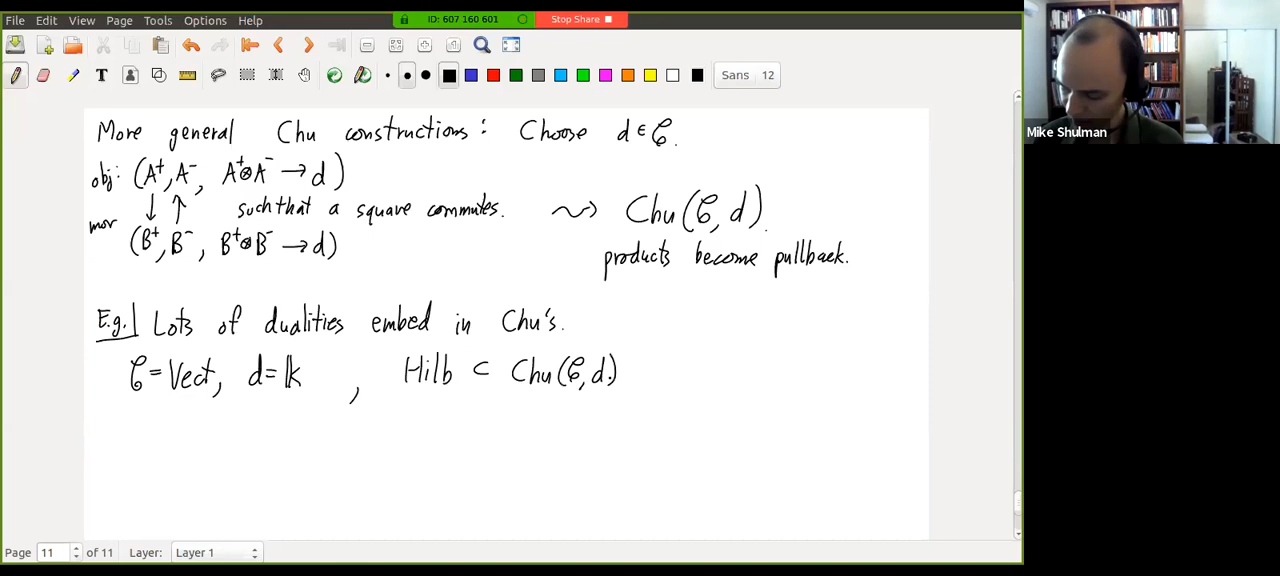 File Edit View Page Tools Options Help
ID: 607 160 601
Stop Share
Sans 12
Mike Shulman
More general Chu constructions: Choose d ∈ 𝒞.
obj: (A⁺, A⁻, A⁺⊗A⁻ → d)
mor ↓ ↑ such that a square commutes. ⇝ Chu(𝒞, d).
(B⁺, B⁻, B⁺⊗B⁻ → d)
products become pullback.
E.g. Lots of dualities embed in Chu's.
𝒞 = Vect, d = 𝕜 , Hilb ⊂ Chu(𝒞, d.)
Page 11 of 11 Layer: Layer 1